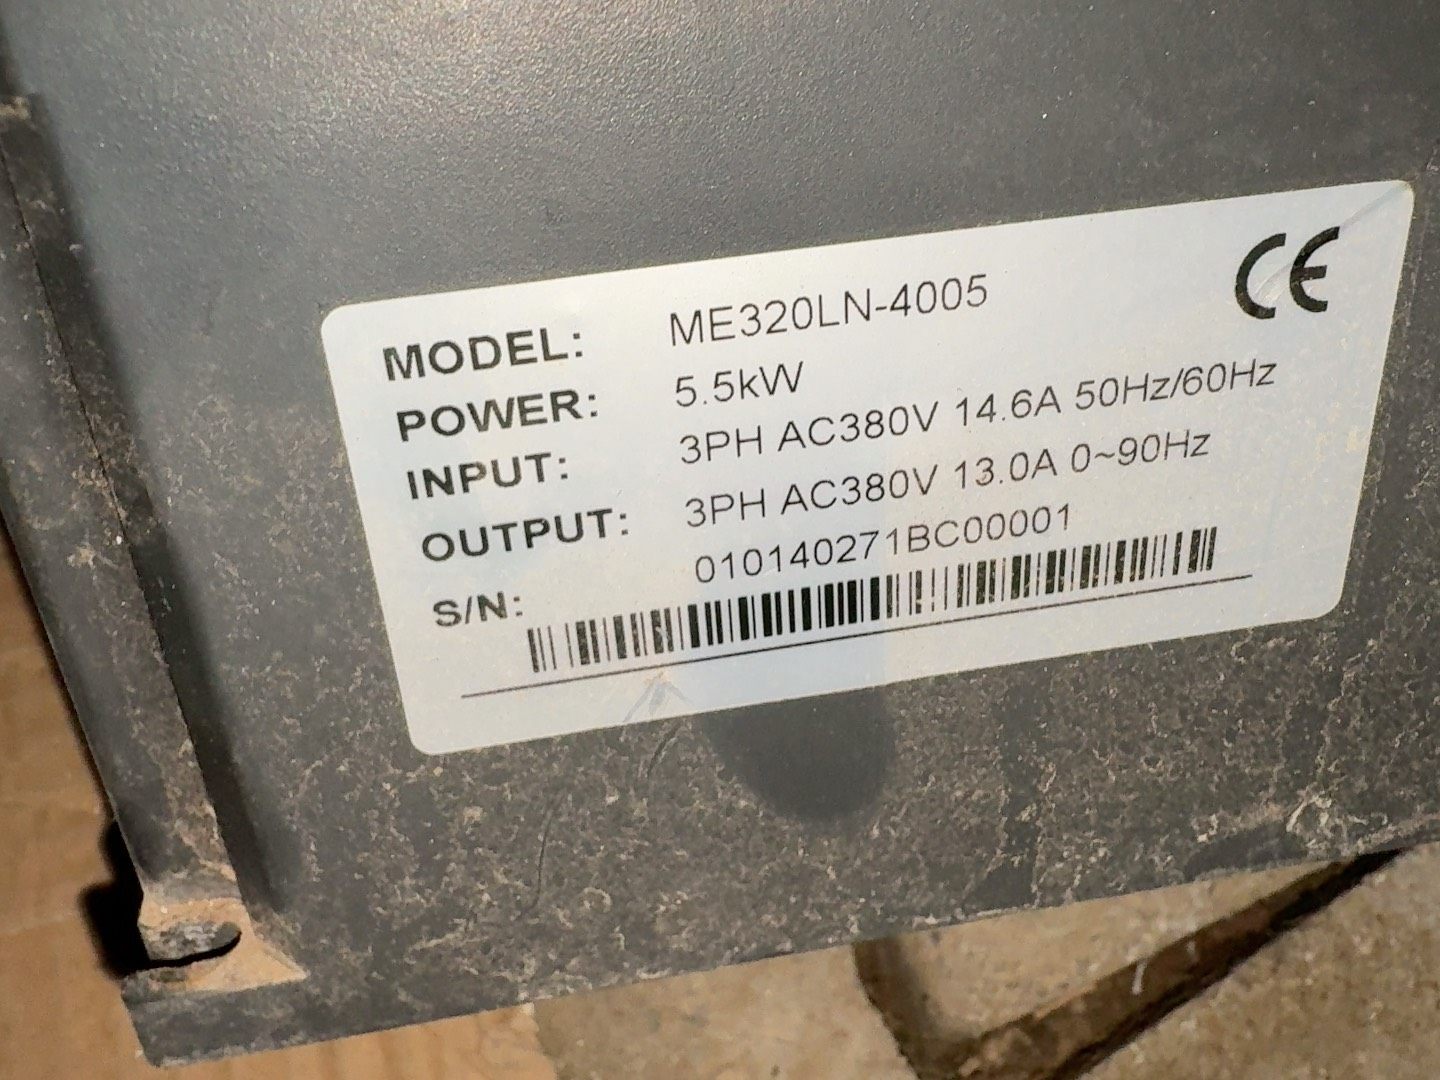 CE
MODEL: ME320LN-4005
POWER: 5.5kW
INPUT: 3PH AC380V 14.6A 50Hz/60Hz
OUTPUT: 3PH AC380V 13.0A 0~90Hz
S/N: 010140271BC00001